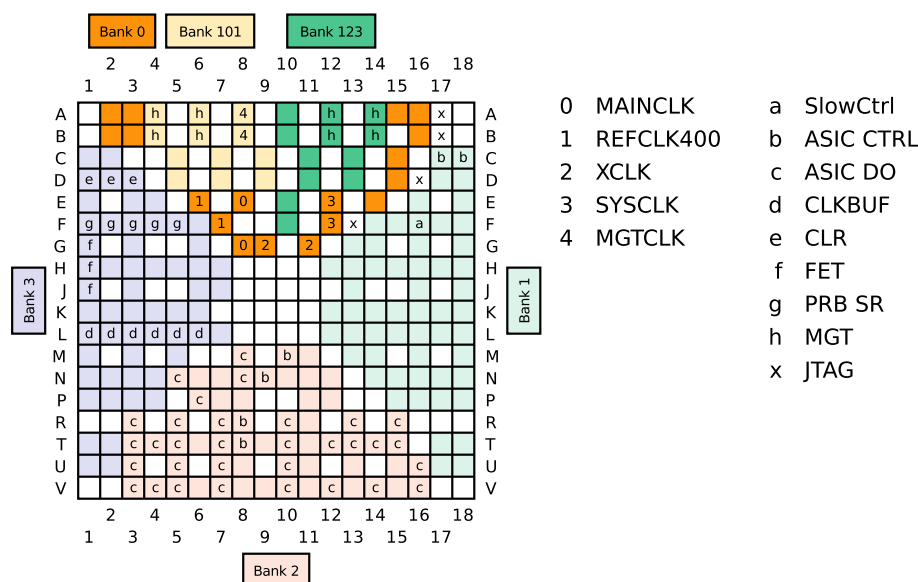 Bank 0 Bank 101 Bank 123
2 4 6 8 10 12 14 16 18
1 3 5 7 9 11 13 15 17
A h h 4 h h x A
B h h 4 h h x B
C b b C
D e e e x D
E 1 0 3 E
F g g g g g 1 3 x a F
G f 0 2 2 G
H f H
J f J
K K
L d d d d d d L
M c b M
N c c b N
P c P
R c c c b c c c R
T c c c c b c c c c c T
U c c c c c U
V c c c c c c c c V
2 4 6 8 10 12 14 16 18
1 3 5 7 9 11 13 15 17
Bank 3
Bank 1
Bank 2
0 MAINCLK
1 REFCLK400
2 XCLK
3 SYSCLK
4 MGTCLK
a SlowCtrl
b ASIC CTRL
c ASIC DO
d CLKBUF
e CLR
f FET
g PRB SR
h MGT
x JTAG